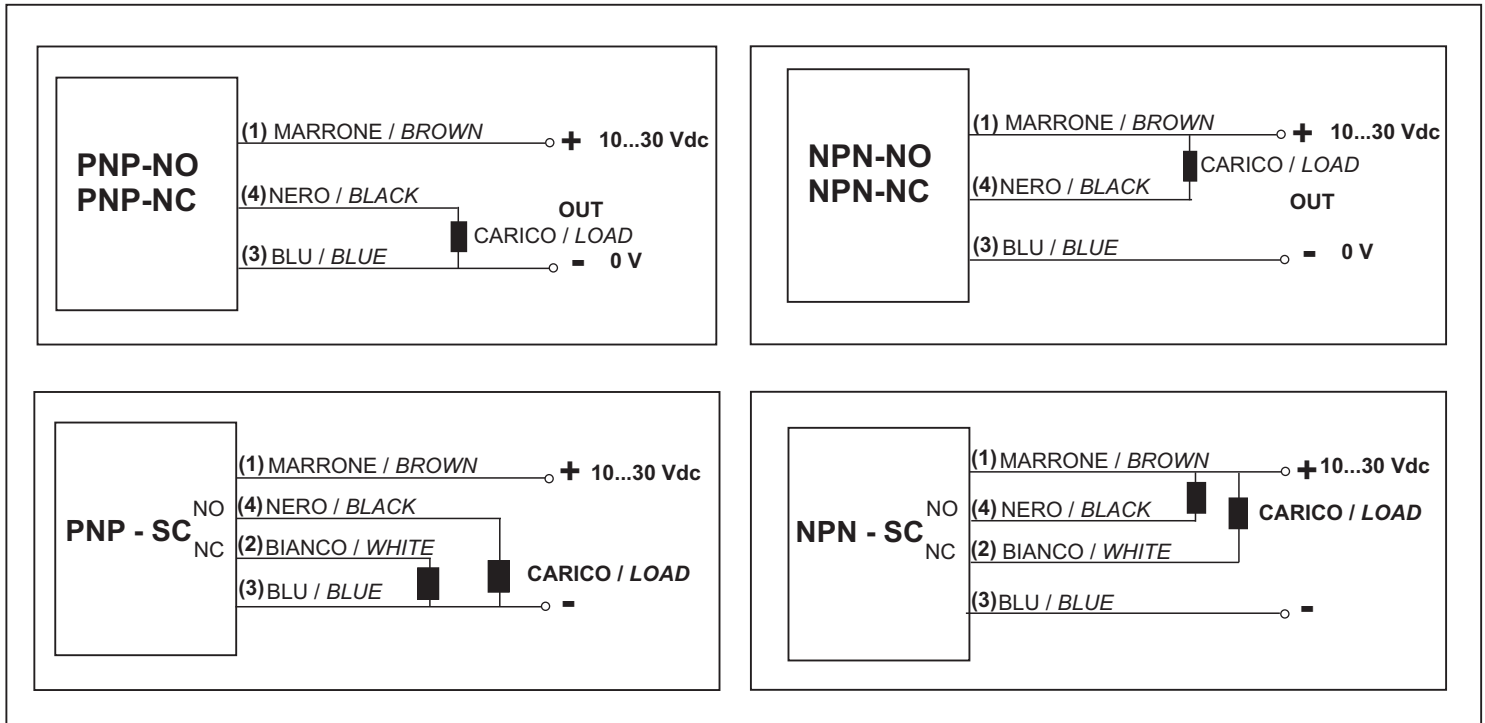 PNP-NO
PNP-NC
(1) MARRONE / BROWN
+ 10...30 Vdc
(4) NERO / BLACK
OUT
CARICO / LOAD
(3) BLU / BLUE
- 0 V
NPN-NO
NPN-NC
(1) MARRONE / BROWN
+ 10...30 Vdc
CARICO / LOAD
(4) NERO / BLACK
OUT
(3) BLU / BLUE
- 0 V
PNP - SC
(1) MARRONE / BROWN
+ 10...30 Vdc
NO (4) NERO / BLACK
NC (2) BIANCO / WHITE
CARICO / LOAD
(3) BLU / BLUE
-
NPN - SC
(1) MARRONE / BROWN
+ 10...30 Vdc
NO (4) NERO / BLACK
CARICO / LOAD
NC (2) BIANCO / WHITE
(3) BLU / BLUE
-